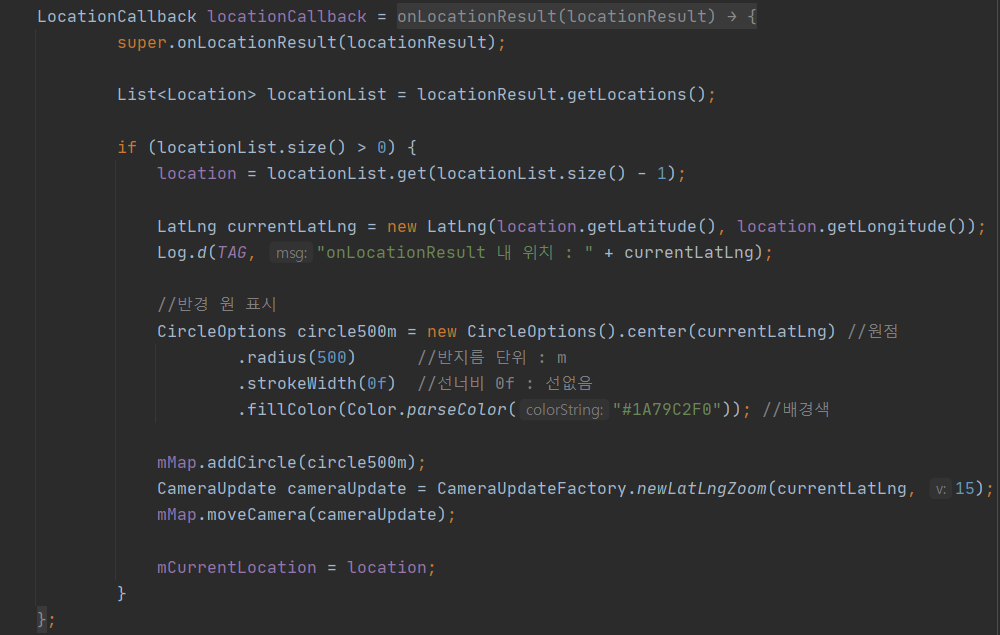 LocationCallback locationCallback = onLocationResult(locationResult) → {
super.onLocationResult(locationResult);
List<Location> locationList = locationResult.getLocations();
if (locationList.size() > 0) {
location = locationList.get(locationList.size() - 1);
LatLng currentLatLng = new LatLng(location.getLatitude(), location.getLongitude());
Log.d(TAG, msg: "onLocationResult 내 위치 : " + currentLatLng);
//반경 원 표시
CircleOptions circle500m = new CircleOptions().center(currentLatLng) //원점
.radius(500) //반지름 단위 : m
.strokeWidth(0f) //선너비 0f : 선없음
.fillColor(Color.parseColor( colorString: "#1A79C2F0")); //배경색
mMap.addCircle(circle500m);
CameraUpdate cameraUpdate = CameraUpdateFactory.newLatLngZoom(currentLatLng, v: 15);
mMap.moveCamera(cameraUpdate);
mCurrentLocation = location;
}
};